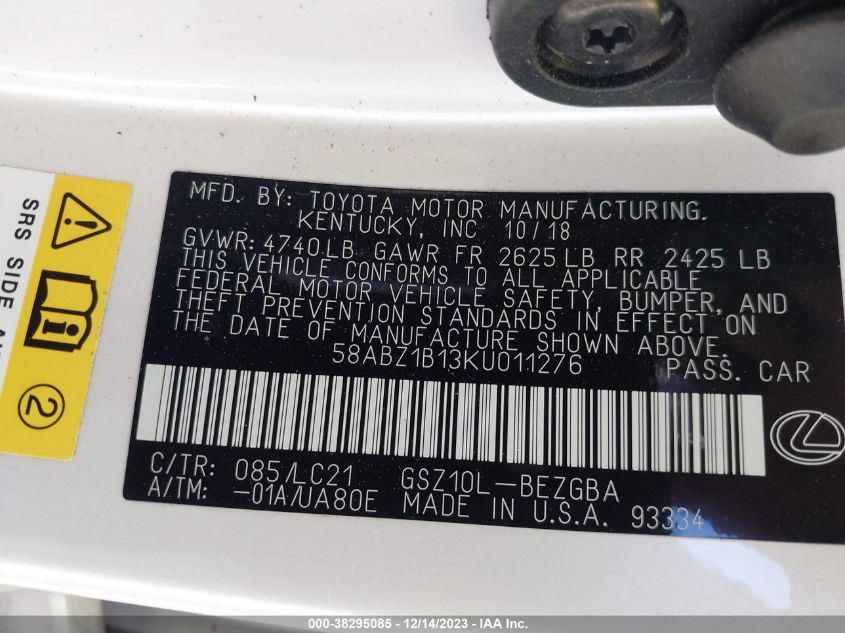 MFD. BY: TOYOTA MOTOR MANUFACTURING.
KENTUCKY, INC 10/18
GVWR: 4740LB GAWR FR 2625LB RR 2425 LB
THIS VEHICLE CONFORMS TO ALL APPLICABLE
FEDERAL MOTOR VEHICLE SAFETY, BUMPER, AND
THEFT PREVENTION STANDARDS IN EFFECT ON
THE DATE OF MANUFACTURE SHOWN ABOVE.
58ABZ1B13KU011276 PASS. CAR
C/TR: 085/LC21 GSZ10L-BEZGBA
A/TM: -01A/UA80E MADE IN U.S.A. 93334
SRS SIDE
2
000-38295085 - 12/14/2023 - IAA Inc.